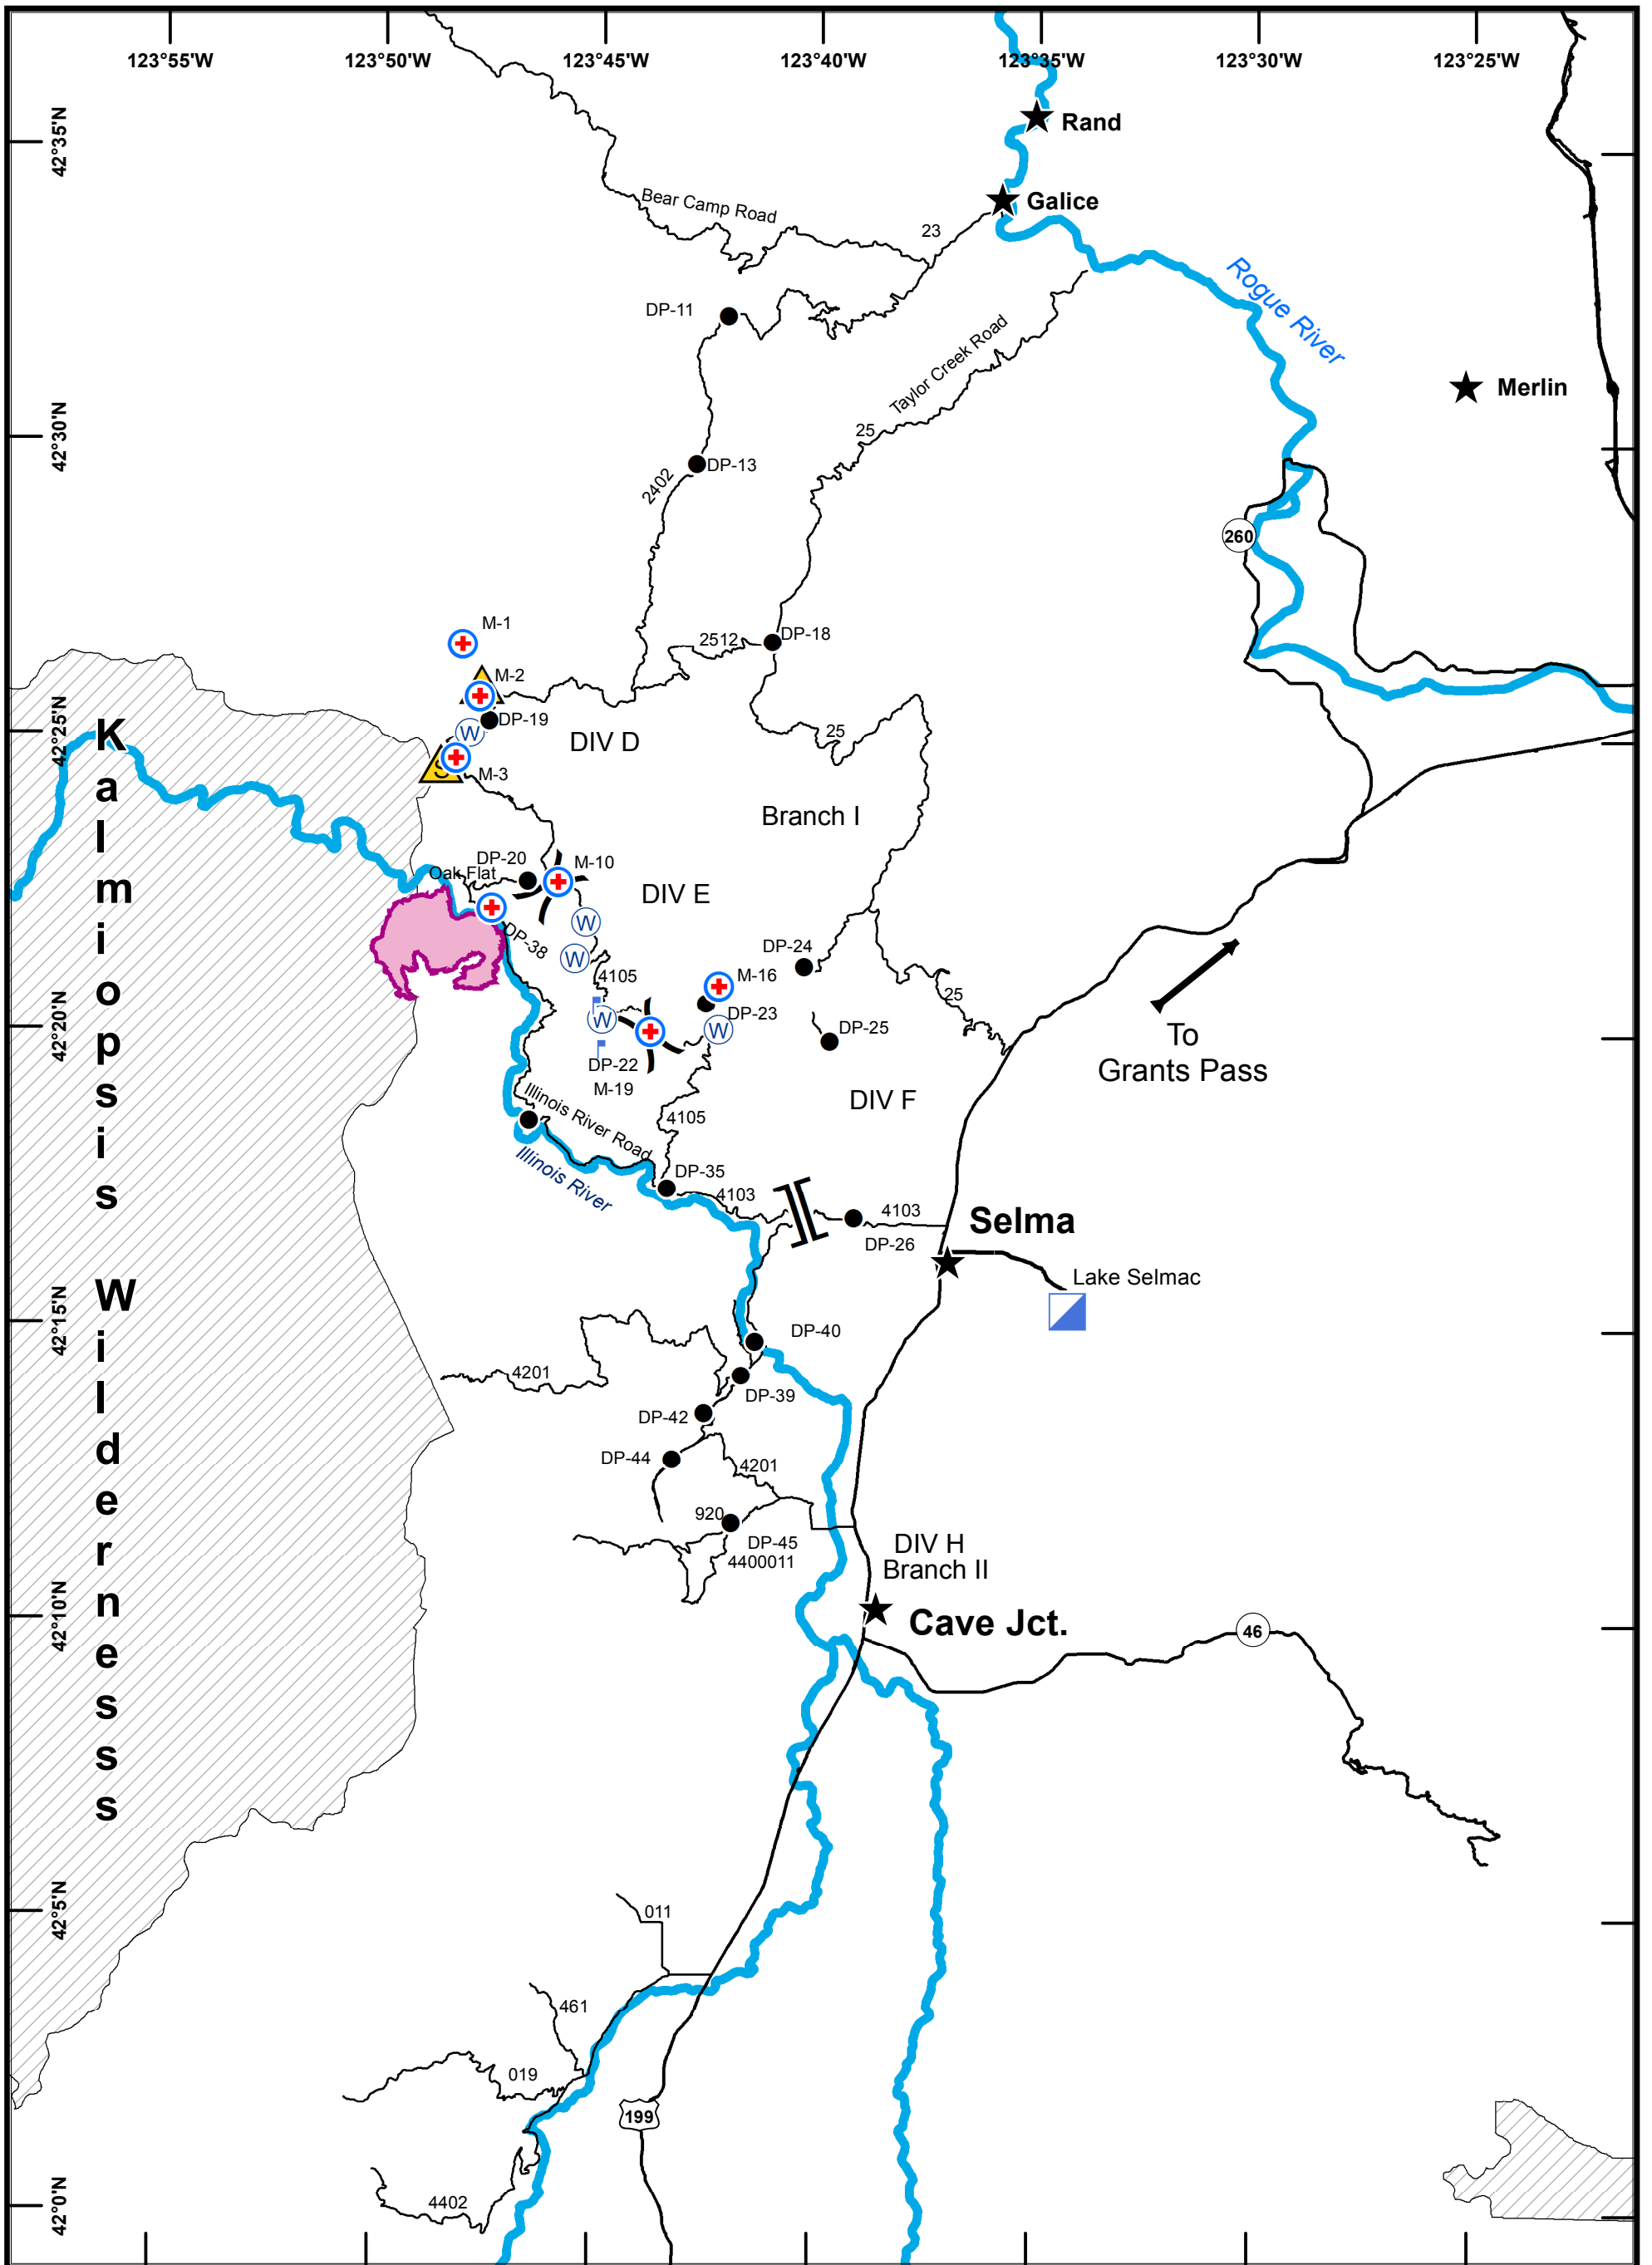 123°55'W
123°50'W
123°45'W
123°40'W
123°35'W
123°30'W
123°25'W
42°35'N
Rand
Galice
Bear Camp Road
23
Rogue River
DP-11
Taylor Creek Road
Merlin
42°30'N
25
DP-13
2402
260
M-1
2512
DP-18
M-2
DP-19
W
42°25'N
DIV D
25
S
M-3
Branch I
DP-20
M-10
Oak Flat
DIV E
W
DP-38
DP-24
W
4105
M-16
25
W
DP-23
W
DP-25
42°20'N
To
Grants Pass
DP-22
M-19
DIV F
Illinois River Road
4105
Illinois River
DP-35
4103
4103
Selma
DP-26
Lake Selmac
42°15'N
DP-40
4201
DP-39
DP-42
DP-44
4201
920
DP-45
4400011
DIV H
Branch II
42°10'N
Cave Jct.
46
Kalmiopsis Wilderness
42°5'N
011
461
019
199
4402
42°0'N